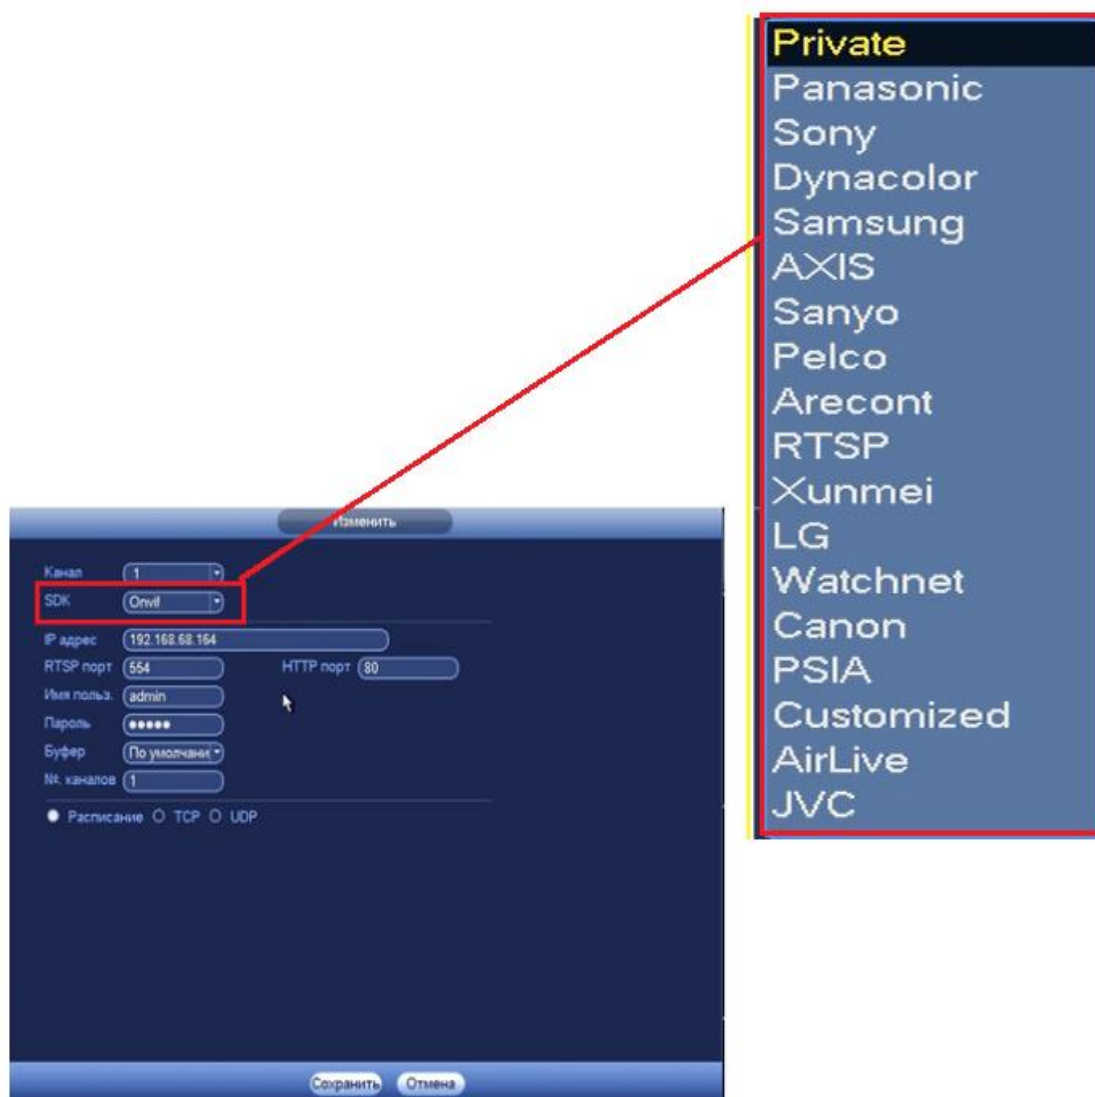 Private
Panasonic
Sony
Dynacolor
Samsung
AXIS
Sanyo
Pelco
Arecont
RTSP
Xunmei
LG
Watchnet
Canon
PSIA
Customized
AirLive
JVC
Изменить
Канал 1
SDK Onvif
IP адрес 192.168.68.164
RTSP порт 554 HTTP порт 80
Имя польз. admin
Пароль ●●●●●
Буфер По умолчани
№. каналов 1
Расписание TCP UDP
Сохранить Отмена